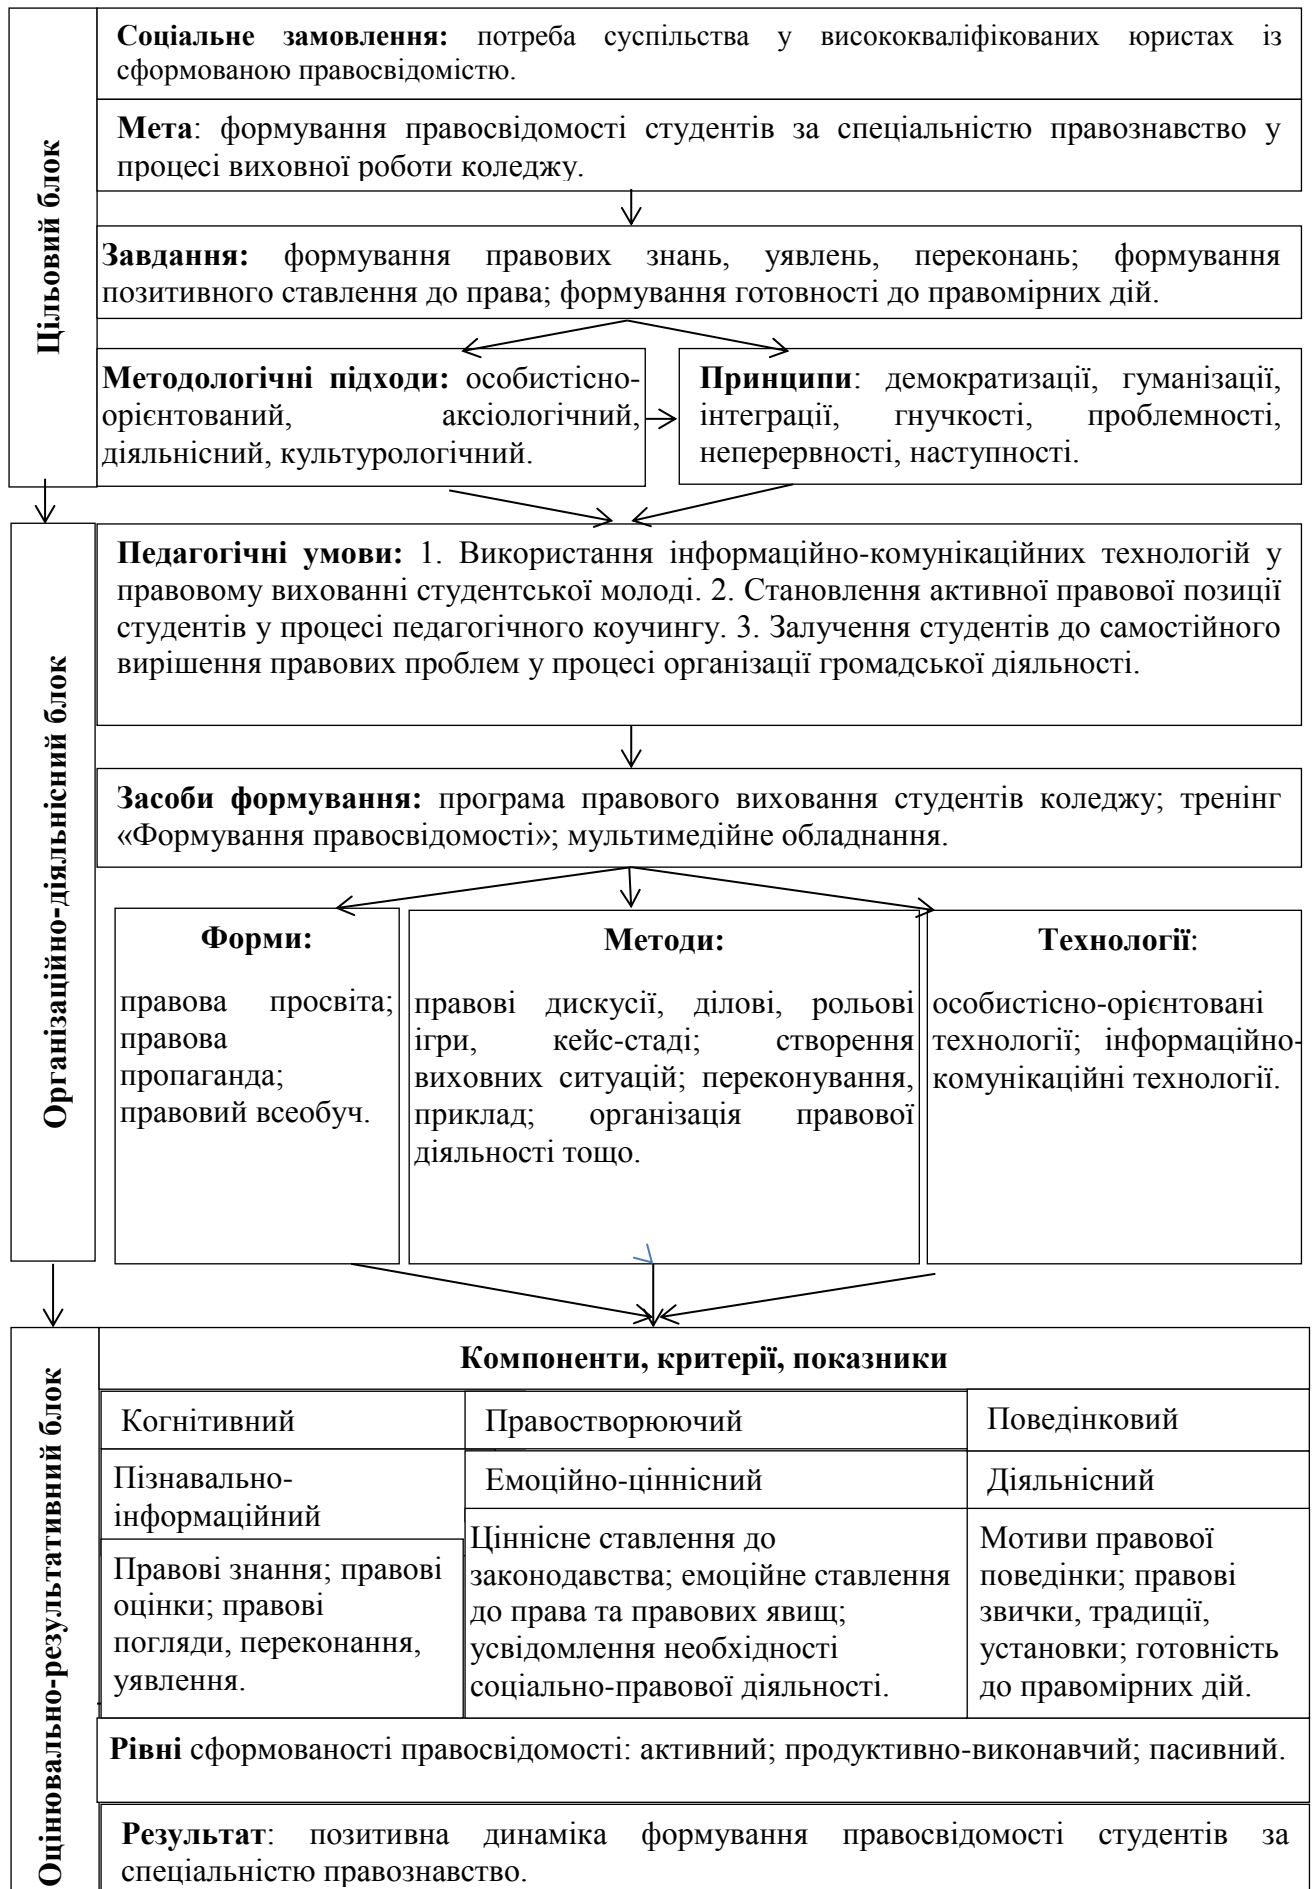 Цільовий блок
Соціальне замовлення: потреба суспільства у висококваліфікованих юристах із
сформованою правосвідомістю.
Мета: формування правосвідомості студентів за спеціальністю правознавство у
процесі виховної роботи коледжу.
Завдання: формування правових знань, уявлень, переконань; формування
позитивного ставлення до права; формування готовності до правомірних дій.
Методологічні підходи: особистісно-
орієнтований, аксіологічний,
діяльнісний, культурологічний.
Принципи: демократизації, гуманізації,
інтеграції, гнучкості, проблемності,
неперервності, наступності.
Організаційно-діяльнісний блок
Педагогічні умови: 1. Використання інформаційно-комунікаційних технологій у
правовому вихованні студентської молоді. 2. Становлення активної правової позиції
студентів у процесі педагогічного коучингу. 3. Залучення студентів до самостійного
вирішення правових проблем у процесі організації громадської діяльності.
Засоби формування: програма правового виховання студентів коледжу; тренінг
«Формування правосвідомості»; мультимедійне обладнання.
Форми:
правова просвіта;
правова
пропаганда;
правовий всеобуч.
Методи:
правові дискусії, ділові, рольові
ігри, кейс-стаді; створення
виховних ситуацій; переконування,
приклад; організація правової
діяльності тощо.
Технології:
особистісно-орієнтовані
технології; інформаційно-
комунікаційні технології.
Оцінювально-результативний блок
Компоненти, критерії, показники
Когнітивний
Правостворюючий
Поведінковий
Пізнавально-
інформаційний
Емоційно-ціннісний
Діяльнісний
Правові знання; правові
оцінки; правові
погляди, переконання,
уявлення.
Ціннісне ставлення до
законодавства; емоційне ставлення
до права та правових явищ;
усвідомлення необхідності
соціально-правової діяльності.
Мотиви правової
поведінки; правові
звички, традиції,
установки; готовність
до правомірних дій.
Рівні сформованості правосвідомості: активний; продуктивно-виконавчий; пасивний.
Результат: позитивна динаміка формування правосвідомості студентів за
спеціальністю правознавство.